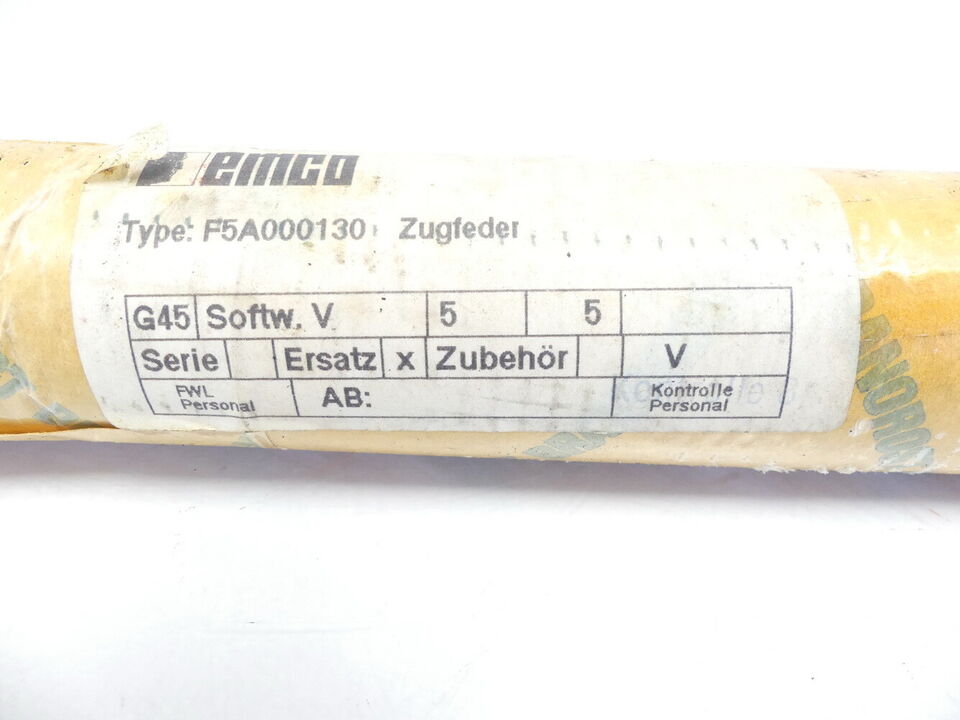 emco
Type: F5A000130 Zugfeder
G45 Softw. V 5 5
Serie Ersatz x Zubehör V
FWL Personal AB: Kontrolle Personal